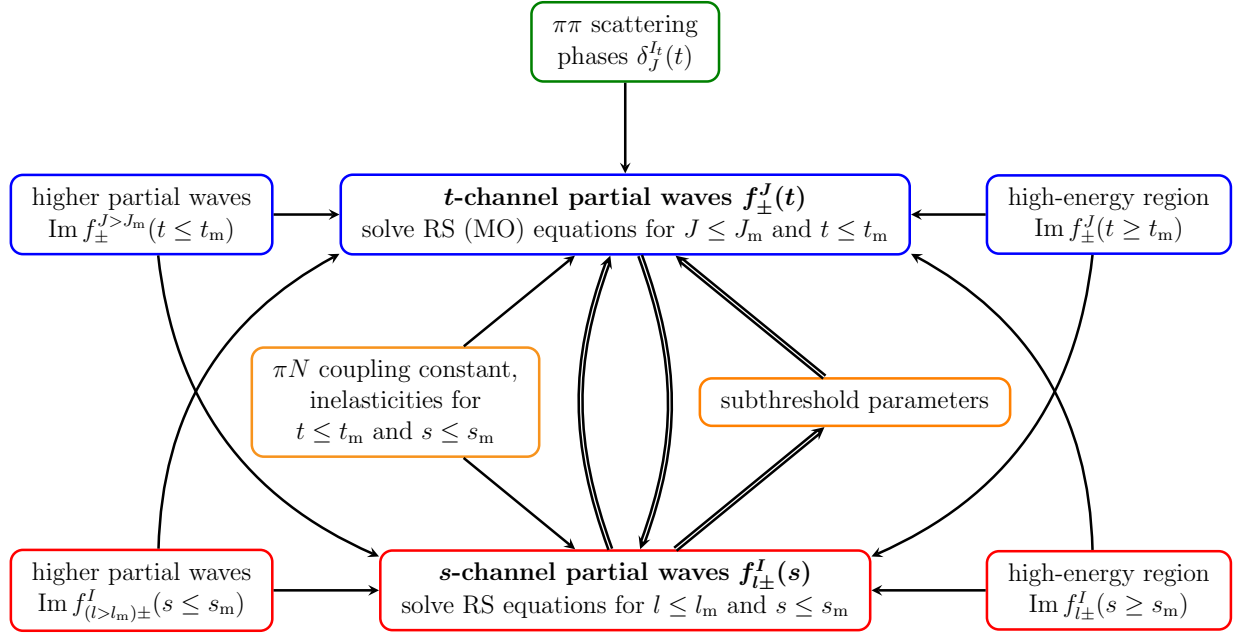 ππ scattering
phases δ_J^{I_t}(t)
higher partial waves
Im f_±^{J>J_m}(t ≤ t_m)
t-channel partial waves f_±^J(t)
solve RS (MO) equations for J ≤ J_m and t ≤ t_m
high-energy region
Im f_±^J(t ≥ t_m)
πN coupling constant,
inelasticities for
t ≤ t_m and s ≤ s_m
subthreshold parameters
higher partial waves
Im f_{(l>l_m)±}^I(s ≤ s_m)
s-channel partial waves f_{l±}^I(s)
solve RS equations for l ≤ l_m and s ≤ s_m
high-energy region
Im f_{l±}^I(s ≥ s_m)